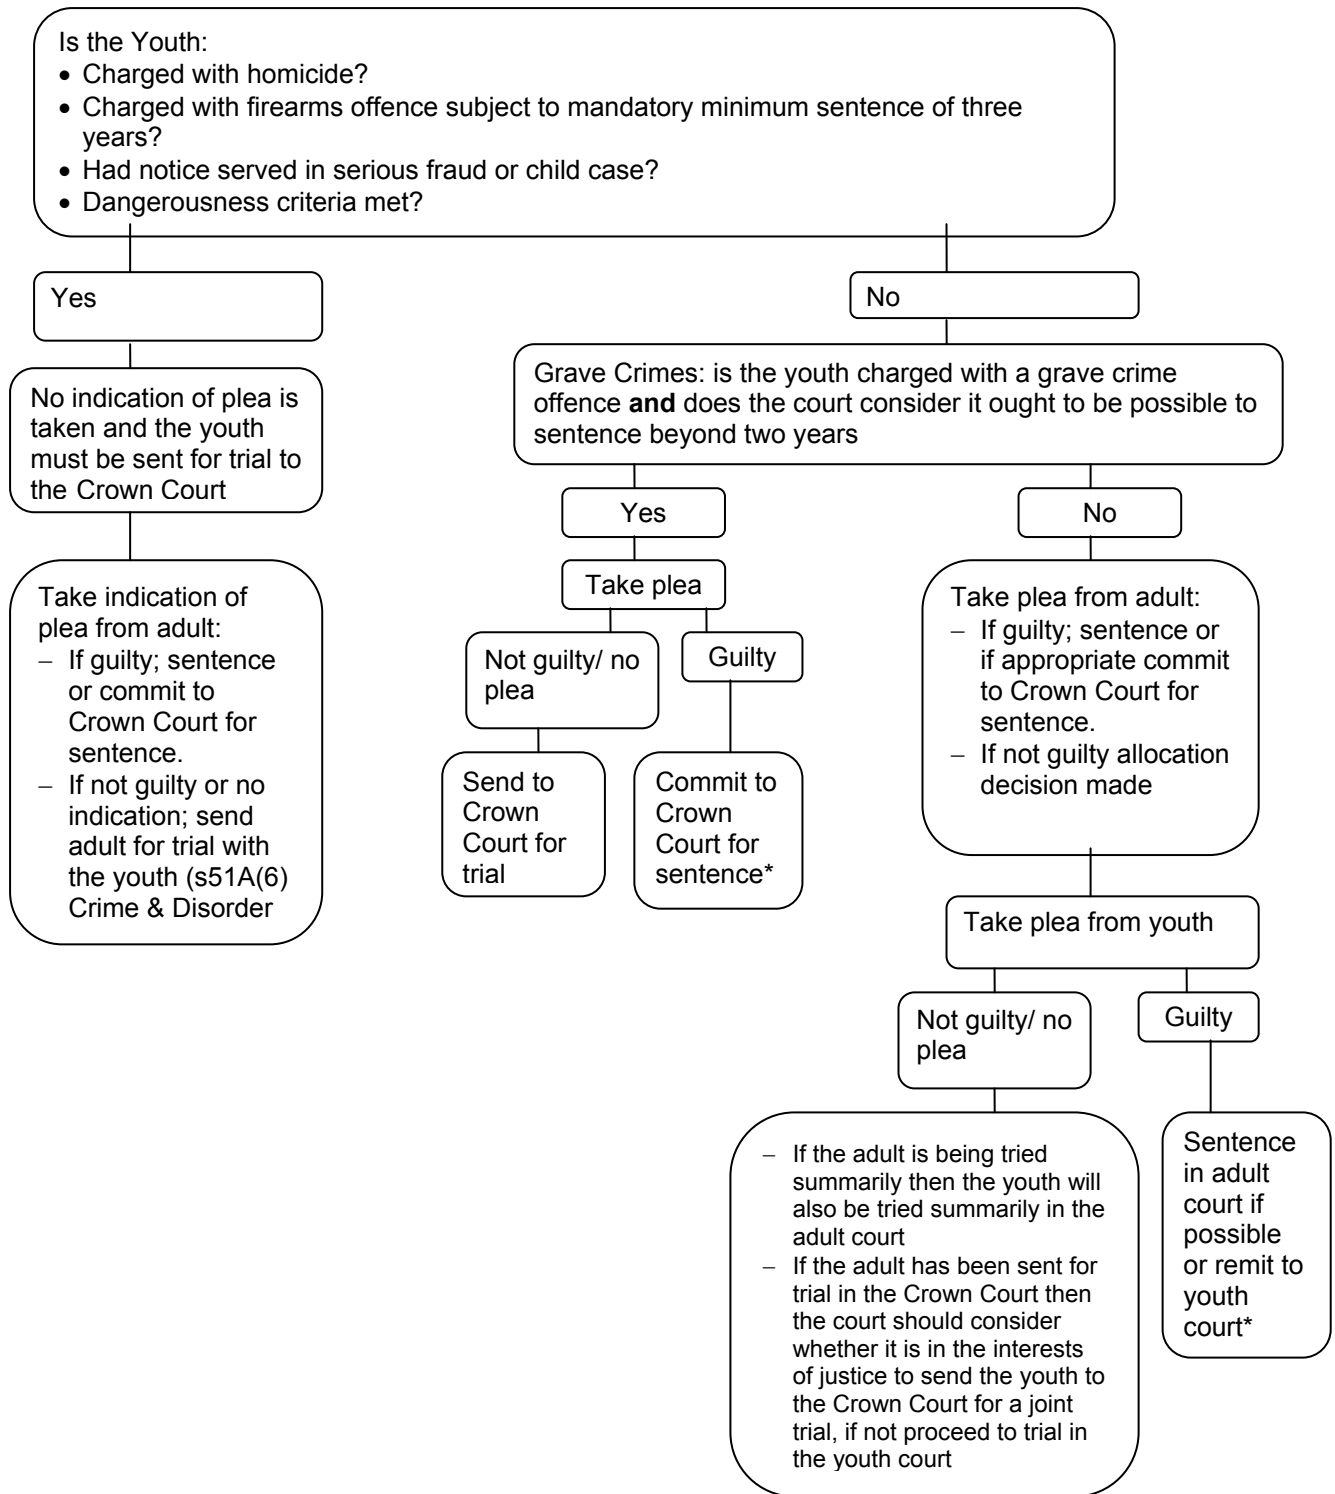 Is the Youth:
• Charged with homicide?
• Charged with firearms offence subject to mandatory minimum sentence of three
years?
• Had notice served in serious fraud or child case?
• Dangerousness criteria met?
Yes
No
No indication of plea is
taken and the youth
must be sent for trial to
the Crown Court
Grave Crimes: is the youth charged with a grave crime
offence and does the court consider it ought to be possible to
sentence beyond two years
Yes
No
Take indication of
plea from adult:
– If guilty; sentence
or commit to
Crown Court for
sentence.
– If not guilty or no
indication; send
adult for trial with
the youth (s51A(6)
Crime & Disorder
Take plea
Not guilty/ no
plea
Guilty
Send to
Crown
Court for
trial
Commit to
Crown
Court for
sentence*
Take plea from adult:
– If guilty; sentence or
if appropriate commit
to Crown Court for
sentence.
– If not guilty allocation
decision made
Take plea from youth
Not guilty/ no
plea
Guilty
– If the adult is being tried
summarily then the youth will
also be tried summarily in the
adult court
– If the adult has been sent for
trial in the Crown Court then
the court should consider
whether it is in the interests
of justice to send the youth to
the Crown Court for a joint
trial, if not proceed to trial in
the youth court
Sentence
in adult
court if
possible
or remit to
youth
court*